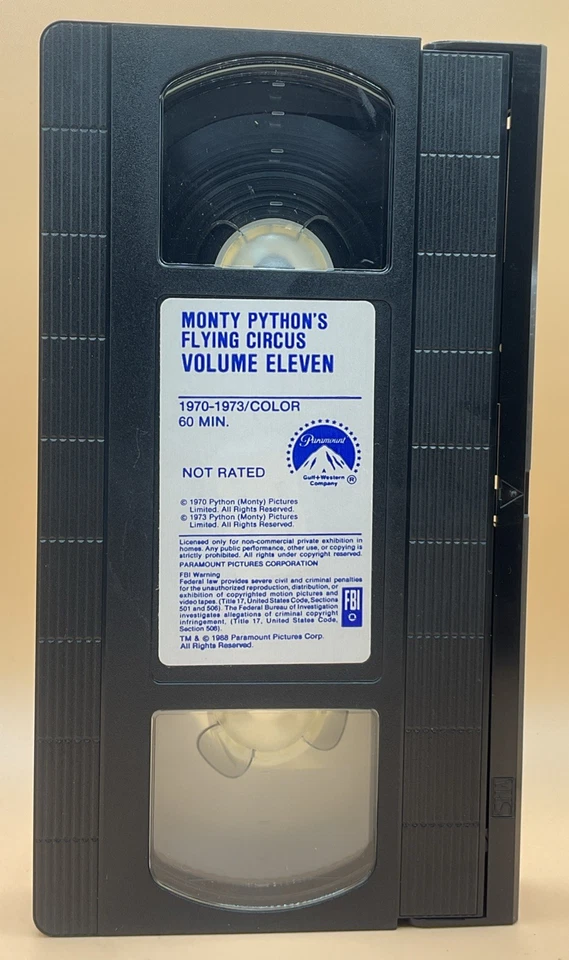 MONTY PYTHON'S
FLYING CIRCUS
VOLUME ELEVEN
1970-1973/COLOR
60 MIN.
Paramount
Gulf+Western
Company ®
NOT RATED
© 1970 Python (Monty) Pictures
Limited. All Rights Reserved.
© 1973 Python (Monty) Pictures
Limited. All Rights Reserved.
Licensed only for non-commercial private exhibition in
homes. Any public performance, other use, or copying is
strictly prohibited. All rights under copyright reserved.
PARAMOUNT PICTURES CORPORATION
FBI Warning
Federal law provides severe civil and criminal penalties
for the unauthorized reproduction, distribution, or
exhibition of copyrighted motion pictures and
video tapes. (Title 17, United States Code, Sections
501 and 506). The Federal Bureau of Investigation
investigates allegations of criminal copyright
infringement. (Title 17, United States Code,
Section 506).
FBI
TM & © 1988 Paramount Pictures Corp.
All Rights Reserved.
VHS